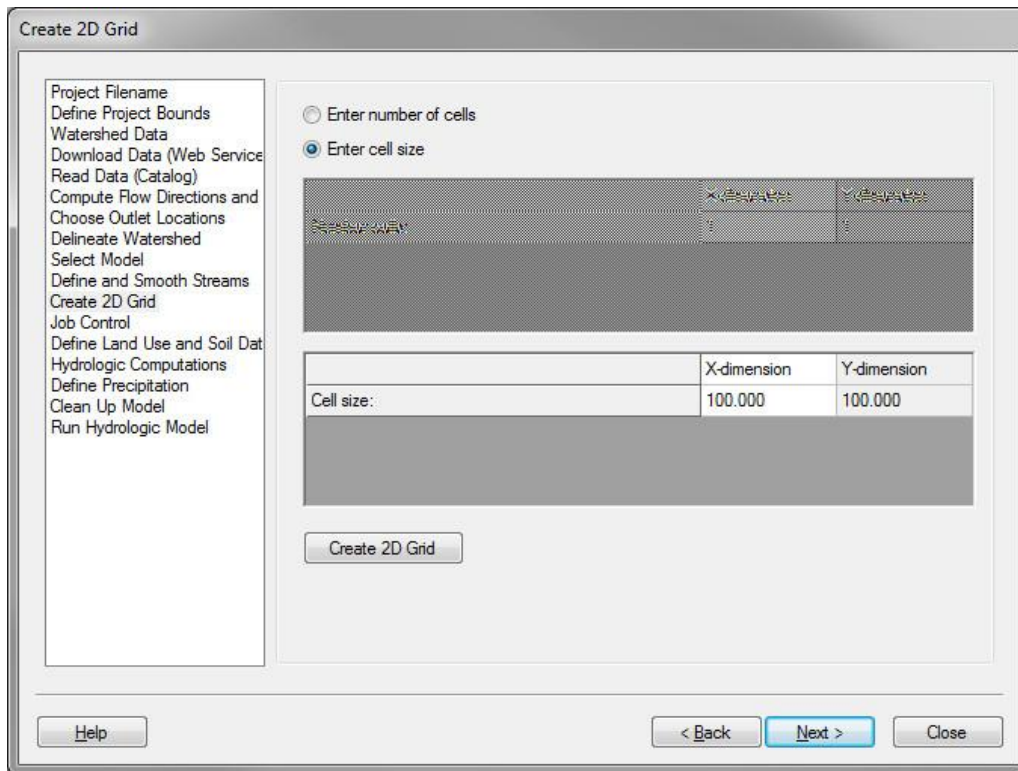 Create 2D Grid
Project Filename
Define Project Bounds
Watershed Data
Download Data (Web Service
Read Data (Catalog)
Compute Flow Directions and
Choose Outlet Locations
Delineate Watershed
Select Model
Define and Smooth Streams
Create 2D Grid
Job Control
Define Land Use and Soil Dat
Hydrologic Computations
Define Precipitation
Clean Up Model
Run Hydrologic Model
Enter number of cells
Enter cell size
X-dimension Y-dimension
Cell size: 100.000 100.000
Create 2D Grid
Help < Back Next > Close